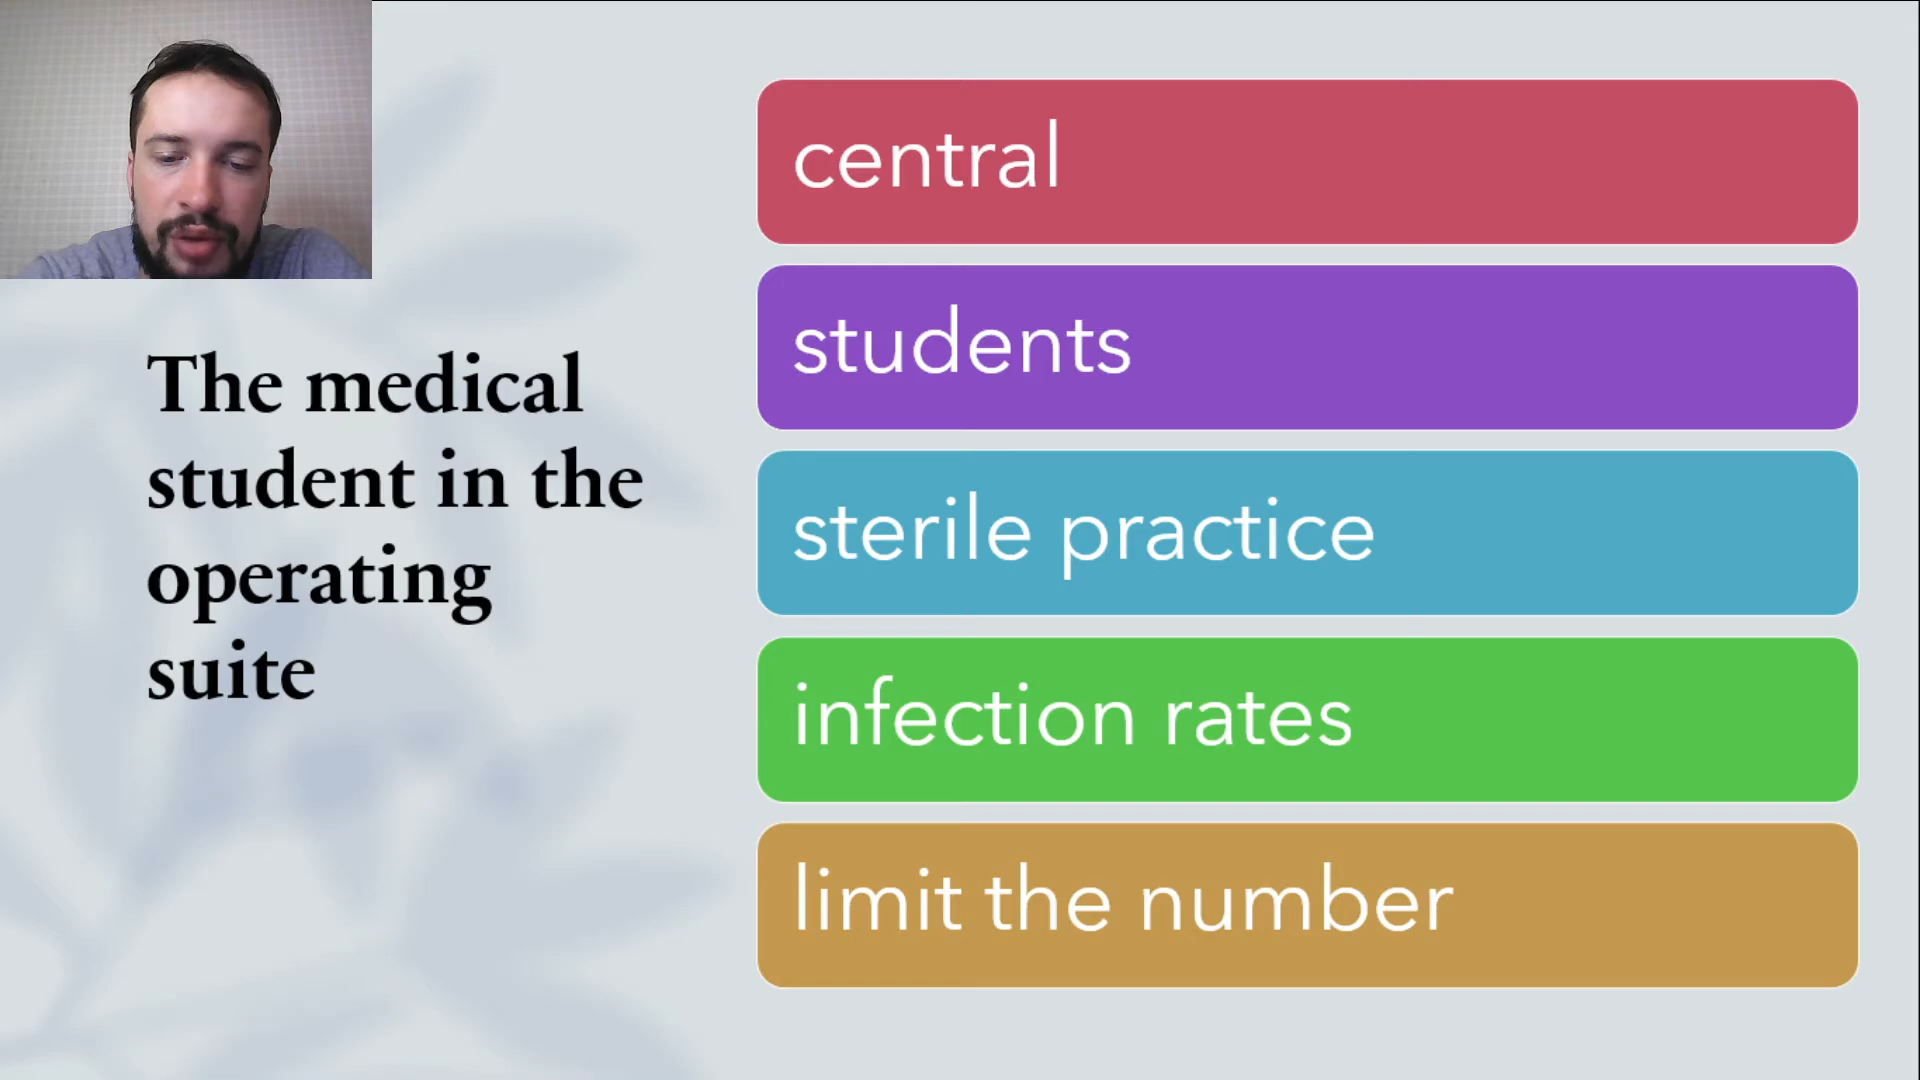 The medical
student in the
operating
suite
central
students
sterile practice
infection rates
limit the number